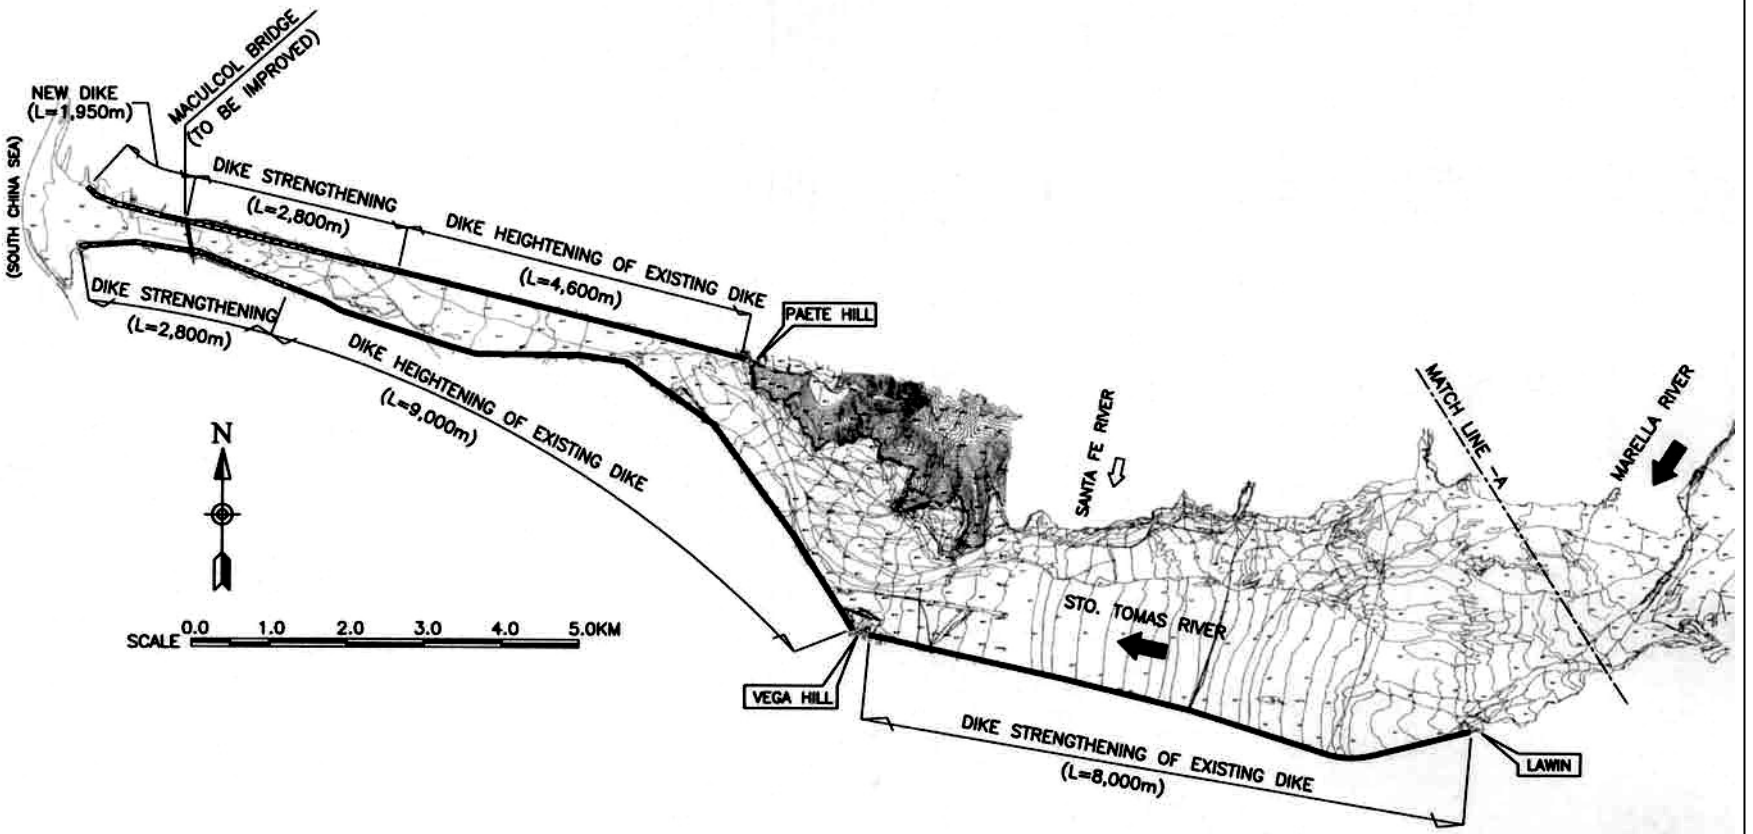 MACULCOL BRIDGE
(TO BE IMPROVED)
NEW DIKE
(L=1,950m)
(SOUTH CHINA SEA)
DIKE STRENGTHENING
(L=2,800m)
DIKE HEIGHTENING OF EXISTING DIKE
(L=4,600m)
PAETE HILL
DIKE STRENGTHENING
(L=2,800m)
DIKE HEIGHTENING OF EXISTING DIKE
(L=9,000m)
SANTA FE RIVER
MATCH LINE - A
MARELLA RIVER
N
STO. TOMAS RIVER
SCALE 0.0 1.0 2.0 3.0 4.0 5.0KM
VEGA HILL
DIKE STRENGTHENING OF EXISTING DIKE
(L=8,000m)
LAWIN